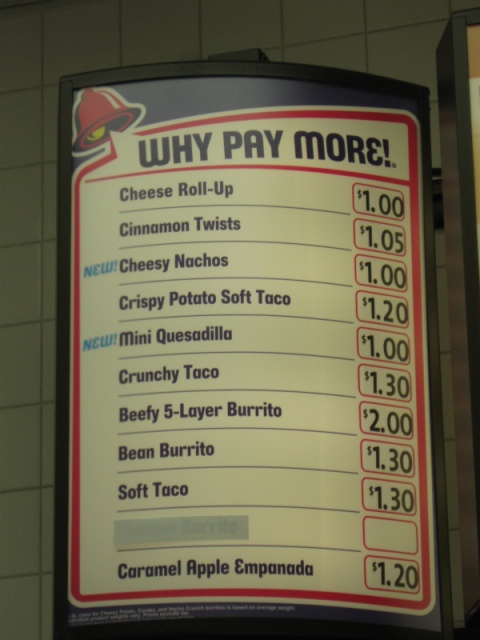 WHY PAY MORE!
Cheese Roll-Up $1.00
Cinnamon Twists $1.05
NEW! Cheesy Nachos $1.00
Crispy Potato Soft Taco $1.20
NEW! Mini Quesadilla $1.00
Crunchy Taco $1.30
Beefy 5-Layer Burrito $2.00
Bean Burrito $1.30
Soft Taco $1.30
Caramel Apple Empanada $1.20